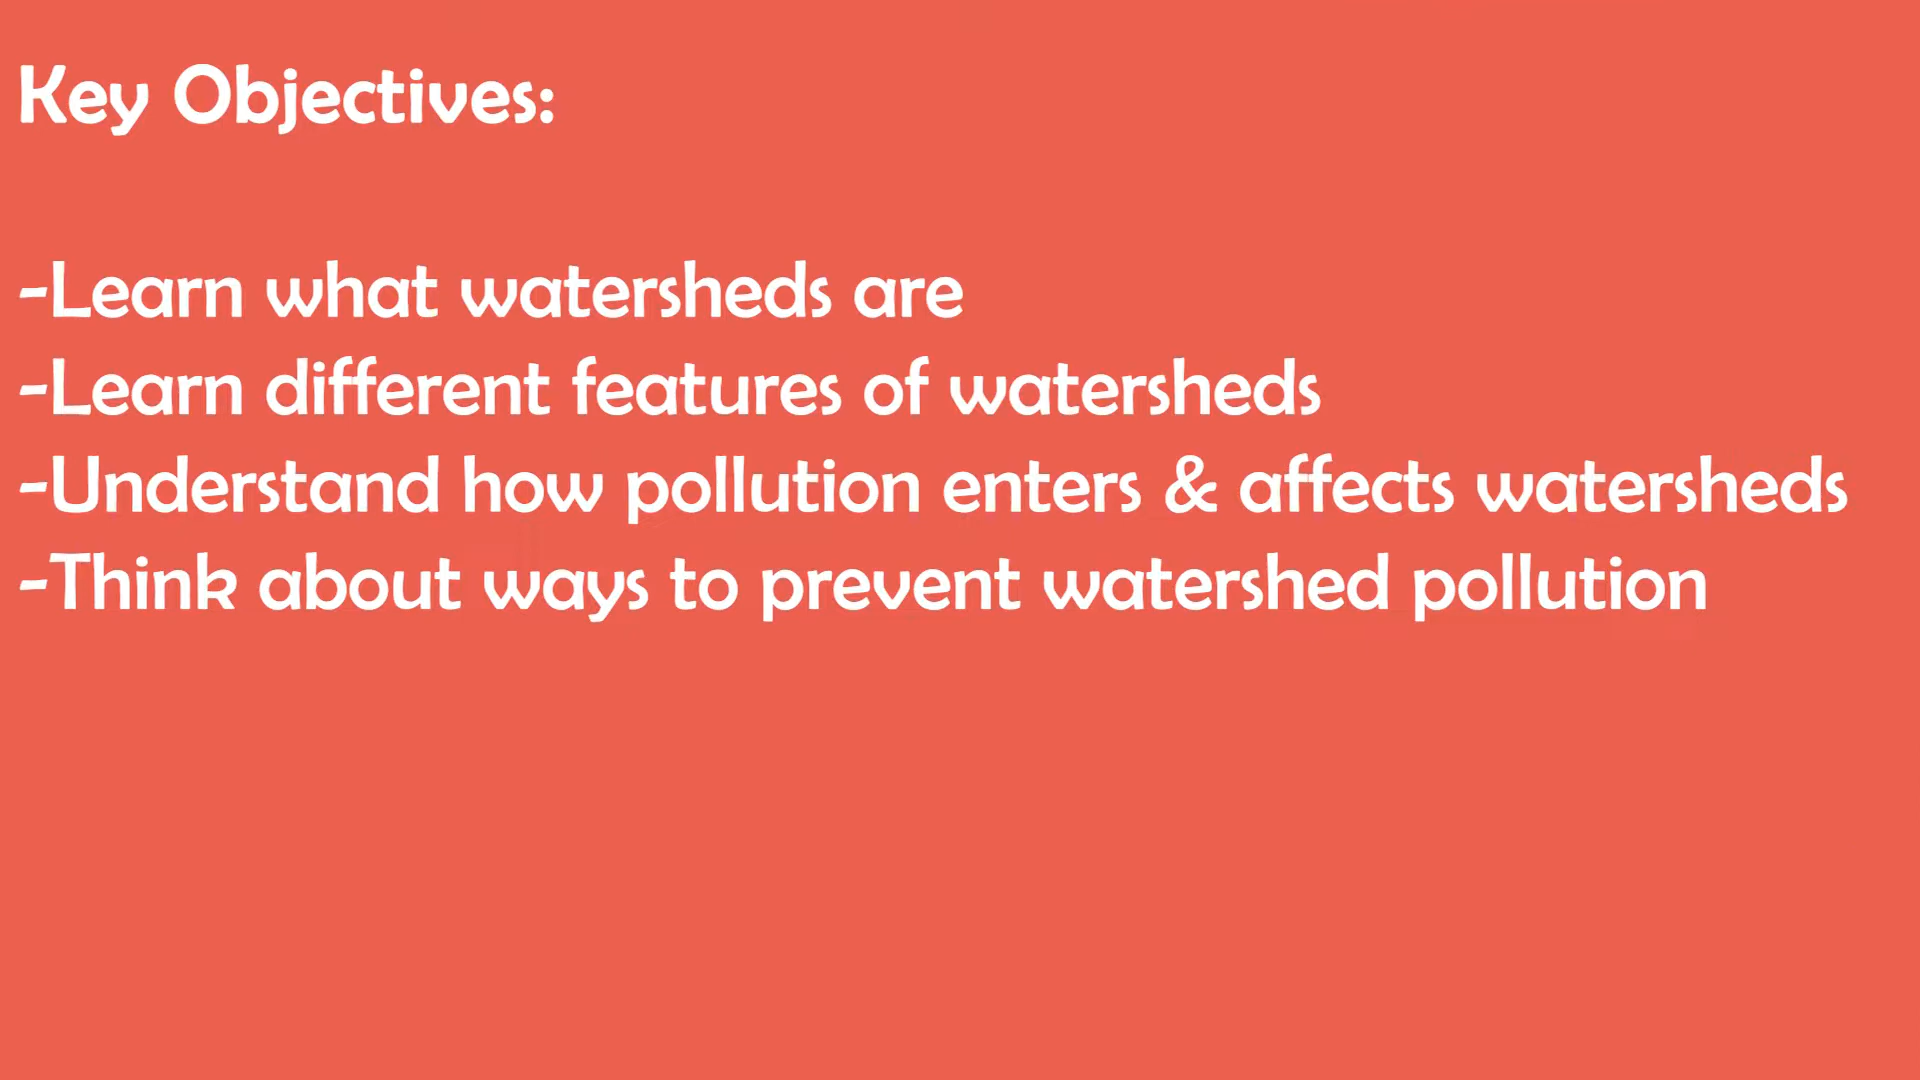 Key Objectives:
-Learn what watersheds are
-Learn different features of watersheds
-Understand how pollution enters & affects watersheds
-Think about ways to prevent watershed pollution